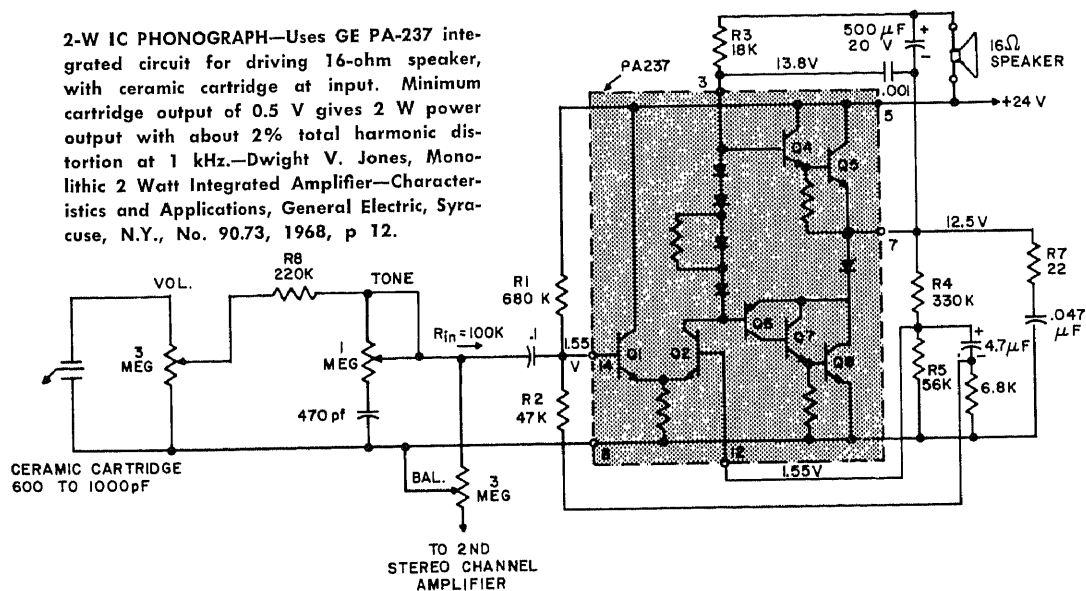 2-W IC PHONOGRAPH—Uses GE PA-237 inte-
grated circuit for driving 16-ohm speaker,
with ceramic cartridge at input. Minimum
cartridge output of 0.5 V gives 2 W power
output with about 2% total harmonic dis-
tortion at 1 kHz.—Dwight V. Jones, Mono-
lithic 2 Watt Integrated Amplifier—Character-
istics and Applications, General Electric, Syra-
cuse, N.Y., No. 90.73, 1968, p 12.
R3
18K
500 µF
20 V
+
-
16Ω
SPEAKER
PA237
3
13.8V
.001
5
+24 V
Q4
Q5
7
12.5V
R7
22
R4
330K
.047
µF
R8
220K
VOL.
TONE
R1
680 K
Rin=100K
.1
1.55
V
14
Q1
Q2
Q6
Q7
Q8
+
4.7µF
-
R5
56K
6.8K
3
MEG
1
MEG
470 pf
R2
47K
8
12
1.55V
CERAMIC CARTRIDGE
600 TO 1000pF
BAL.
3
MEG
TO 2ND
STEREO CHANNEL
AMPLIFIER